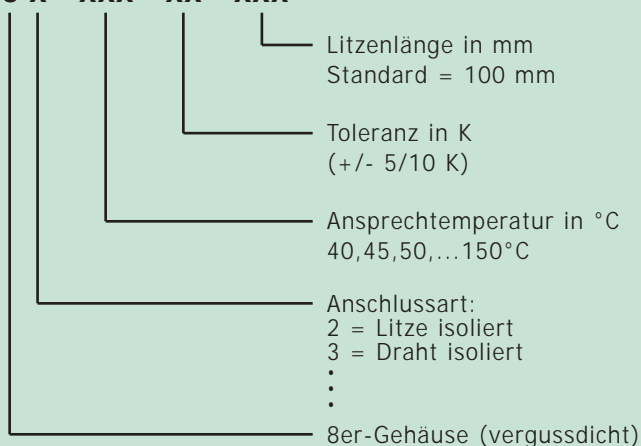 Litzenlänge in mm
Standard = 100 mm
Toleranz in K
(+/- 5/10 K)
Ansprechtemperatur in °C
40,45,50,...150°C
Anschlussart:
2 = Litze isoliert
3 = Draht isoliert
.
.
.
8er-Gehäuse (vergussdicht)